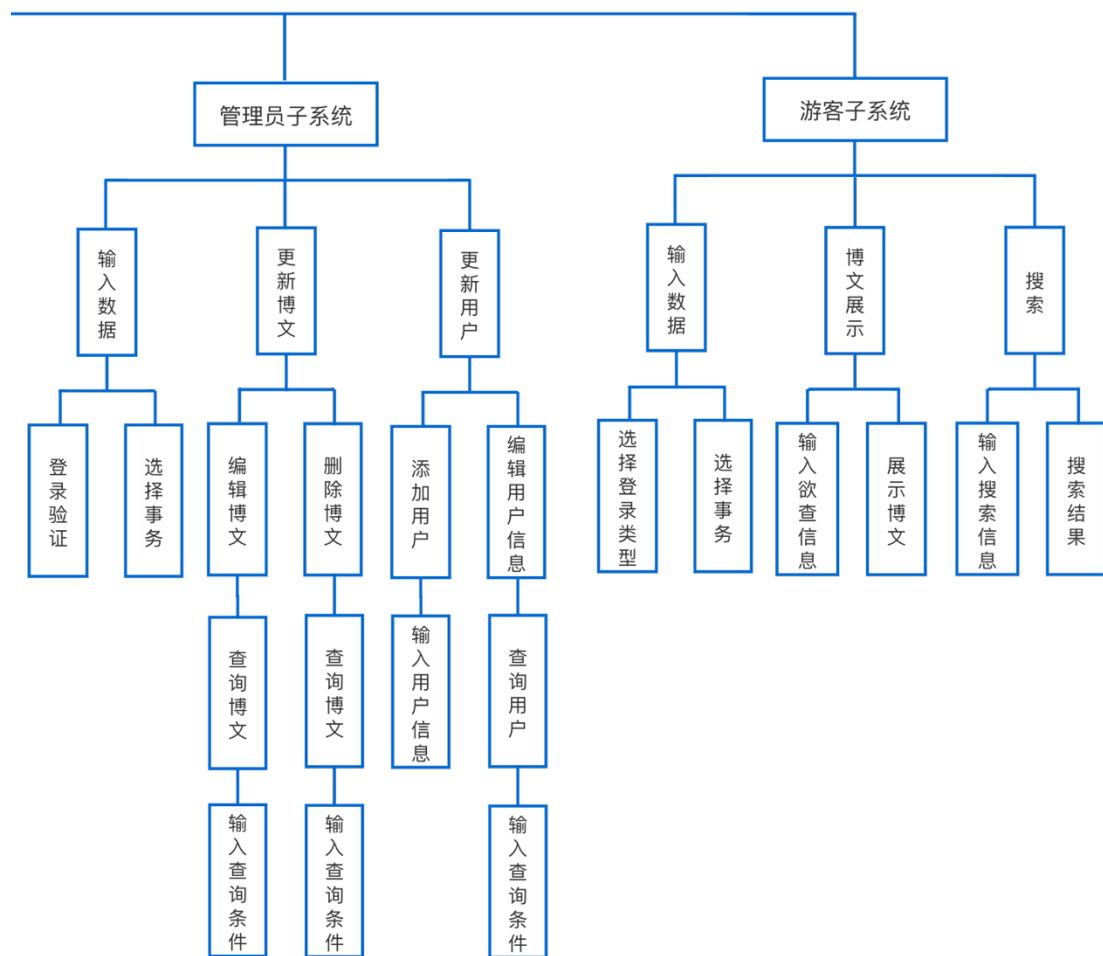 管理员子系统
游客子系统
输入数据
更新博文
更新用户
输入数据
博文展示
搜索
登录验证
选择事务
编辑博文
删除博文
添加用户
编辑用户信息
选择登录类型
选择事务
输入欲查信息
展示博文
输入搜索信息
搜索结果
查询博文
查询博文
输入用户信息
查询用户
输入查询条件
输入查询条件
输入查询条件